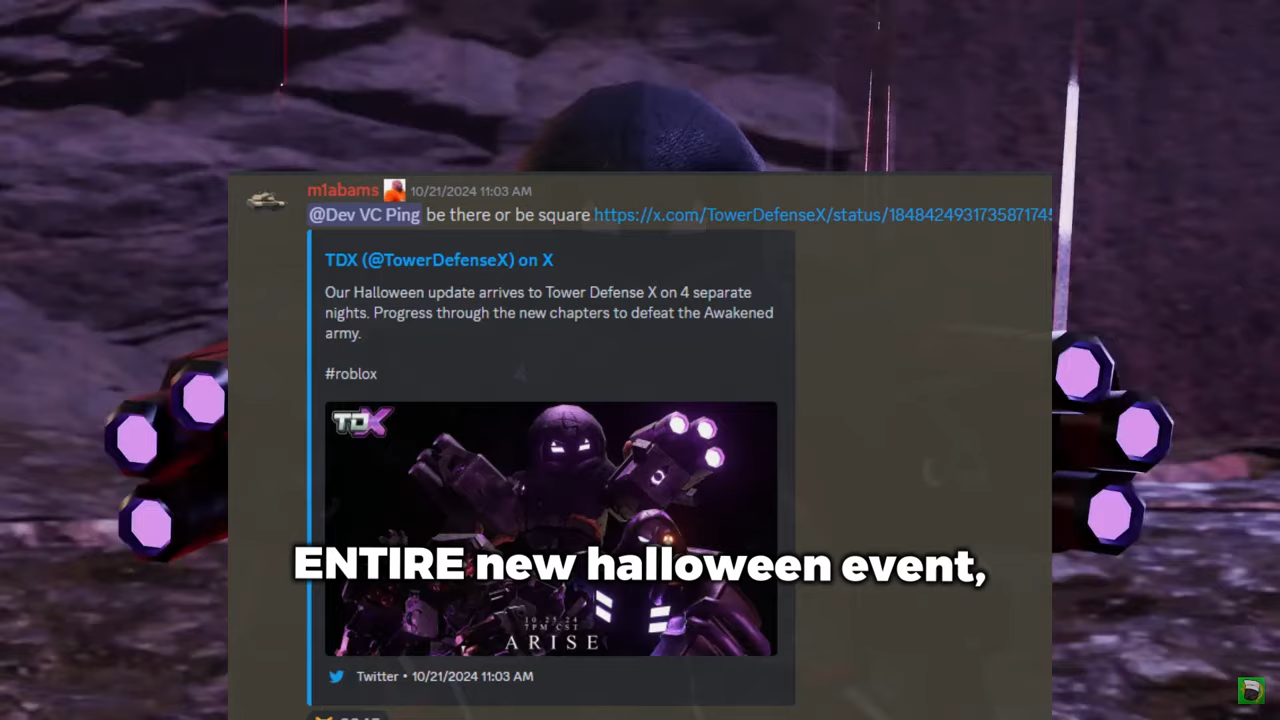 m1abams 10/21/2024 11:03 AM
@Dev VC Ping be there or be square https://x.com/TowerDefenseX/status/184842493173587174
TDX (@TowerDefenseX) on X
Our Halloween update arrives to Tower Defense X on 4 separate
nights. Progress through the new chapters to defeat the Awakened
army.
#roblox
TDX
ENTIRE new halloween event,
7PM CST
ARISE
Twitter • 10/21/2024 11:03 AM